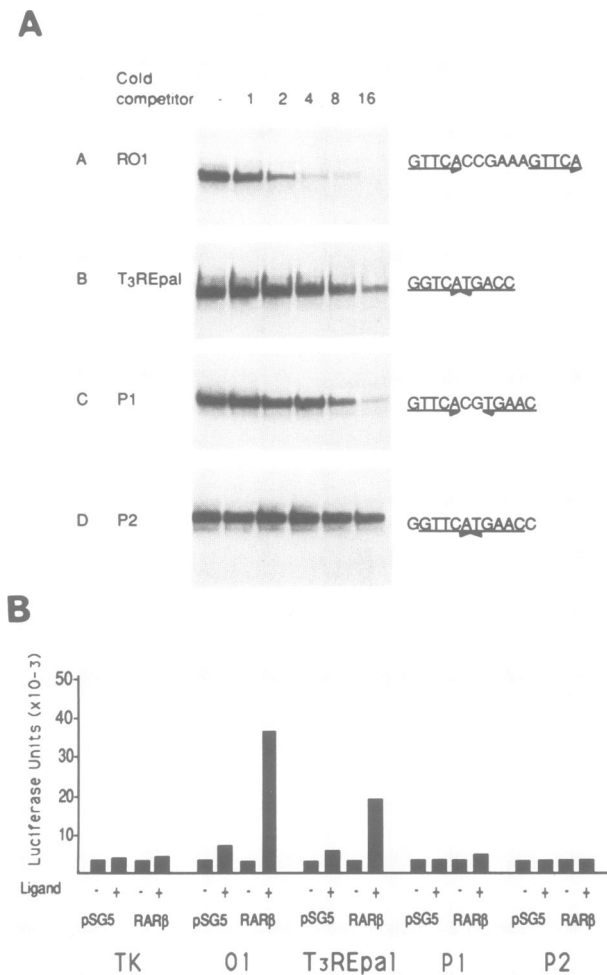 A
Cold
competitor - 1 2 4 8 16
A RO1 GTTCACCGAAAGTTCA
B T3REpal GGTCATGACC
C P1 GTTCACGTGAAC
D P2 GGTTCATGAACC
B
Luciferase Units (x10-3)
50
40
30
20
10
Ligand - + - + - + - + - + - + - + - + - + - +
pSG5 RARβ pSG5 RARβ pSG5 RARβ pSG5 RARβ pSG5 RARβ
TK O1 T3REpal P1 P2